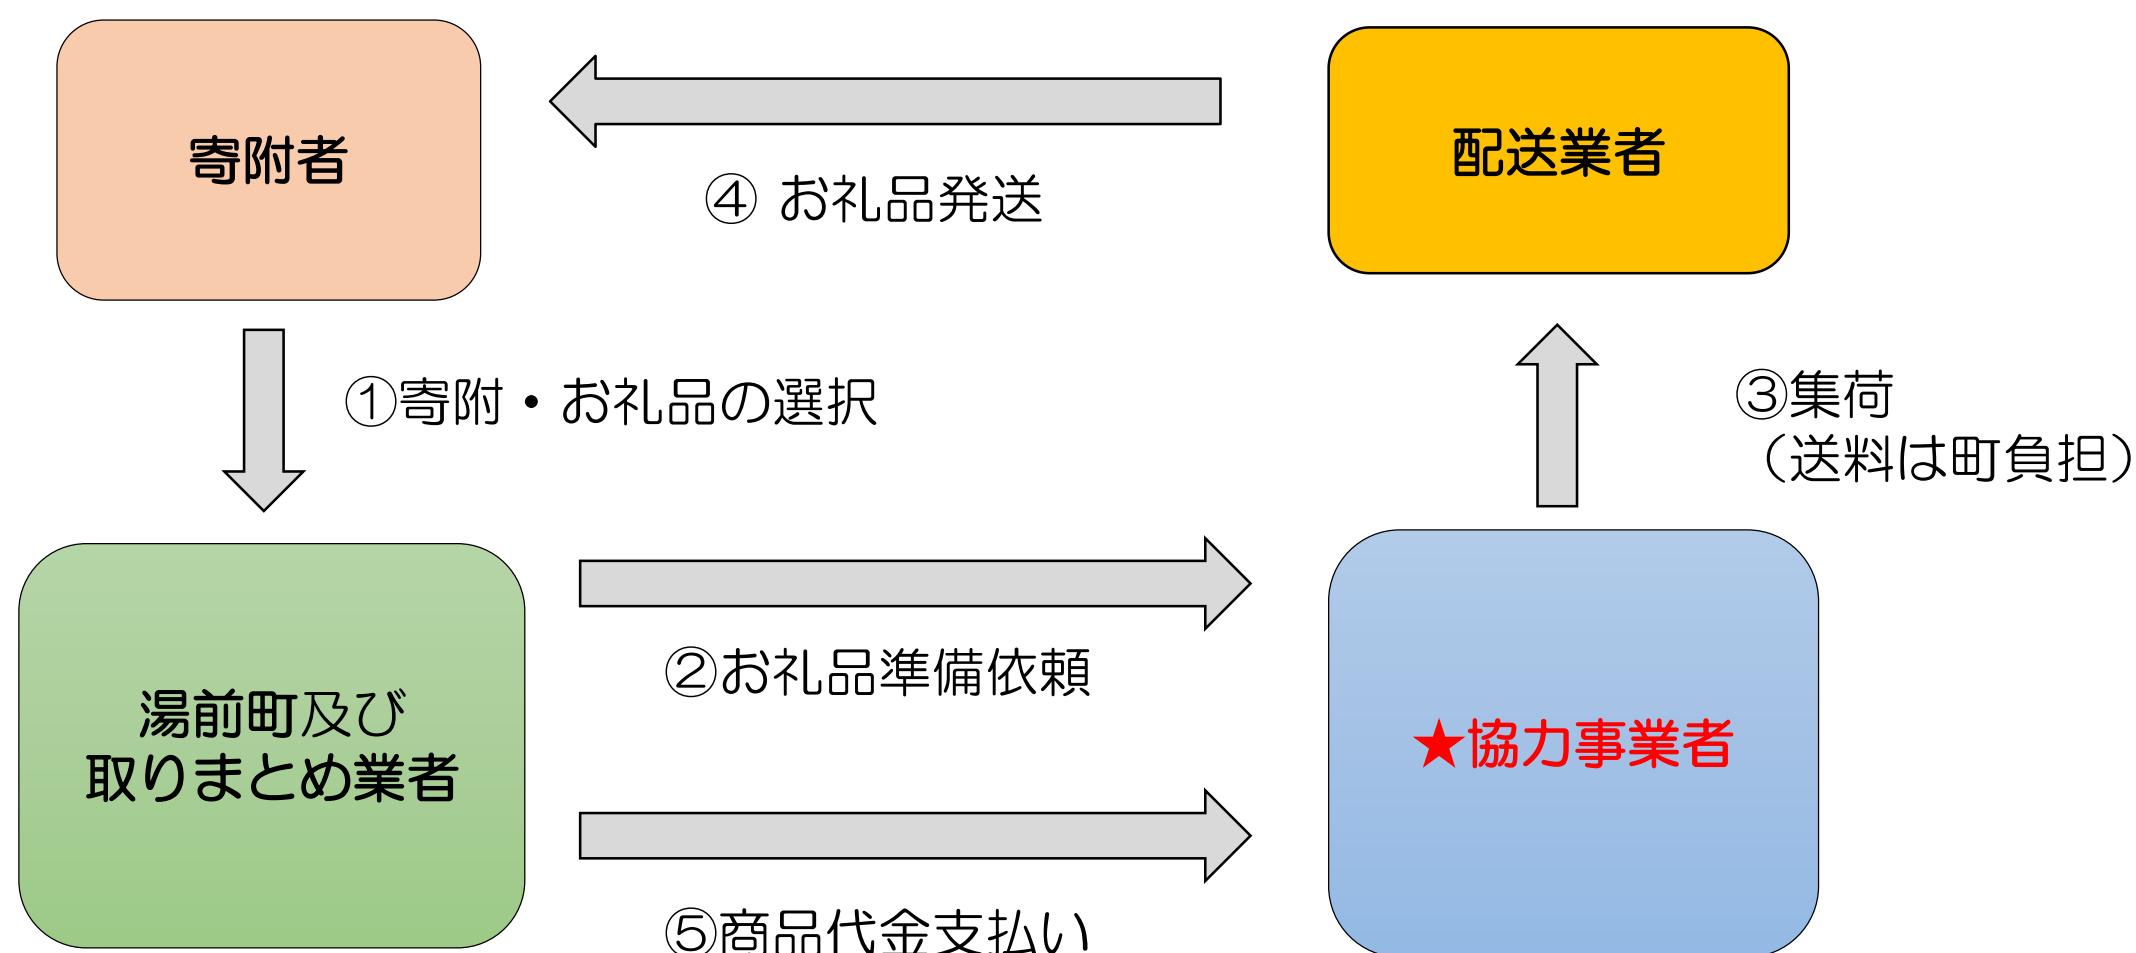 寄附者
配送業者
④ お礼品発送
①寄附・お礼品の選択
③集荷
（送料は町負担）
②お礼品準備依頼
湯前町及び
取りまとめ業者
★協力事業者
⑤商品代金支払い